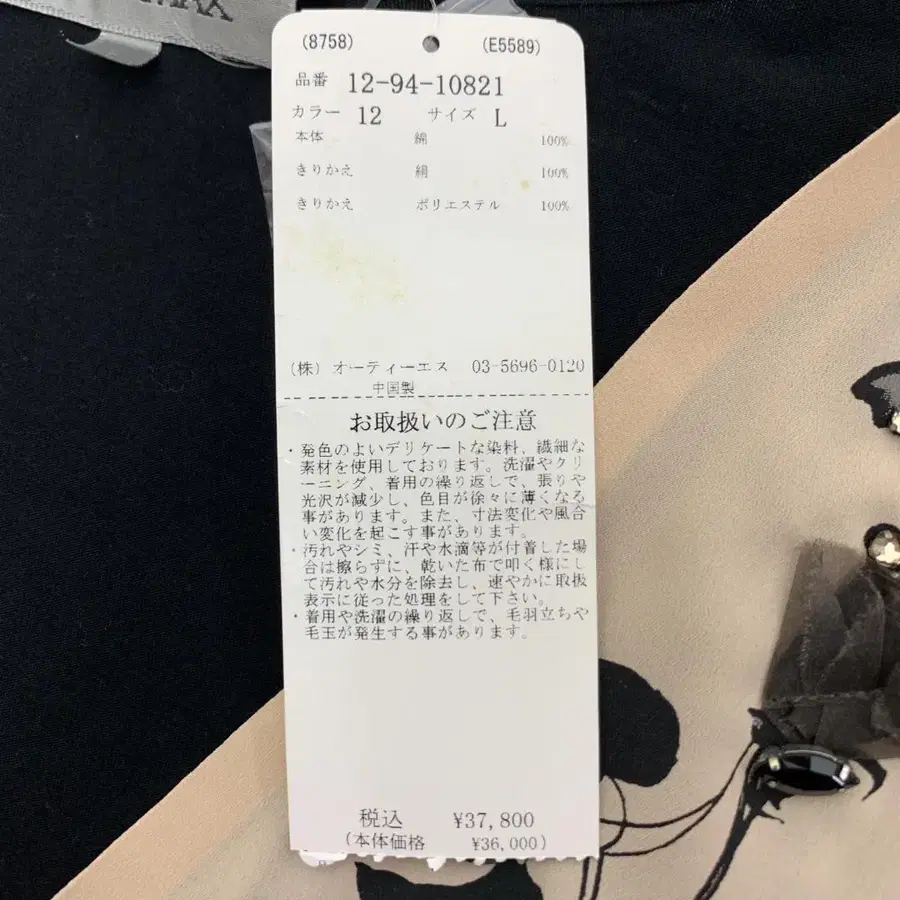 MAX
(8758)
(E5589)
品番 12-94-10821
カラー 12 サイズ L
本体 綿 100%
きりかえ 絹 100%
きりかえ ポリエステル 100%
(株) オーティーエス 03-5696-0120
中国製
お取扱いのご注意
・発色のよいデリケートな染料、繊細な
素材を使用しております。洗濯やクリ
ーニング、着用の繰り返しで、張りや
光沢が減少し、色目が徐々に薄くなる
事があります。また、寸法変化や風合
い変化を起こす事があります。
・汚れやシミ、汗や水滴等が付着した場
合は擦らずに、乾いた布で叩く様にし
て汚れや水分を除去し、速やかに取扱
表示に従った処理をして下さい。
・着用や洗濯の繰り返しで、毛羽立ちや
毛玉が発生する事があります。
税込 ¥37,800
(本体価格 ¥36,000)